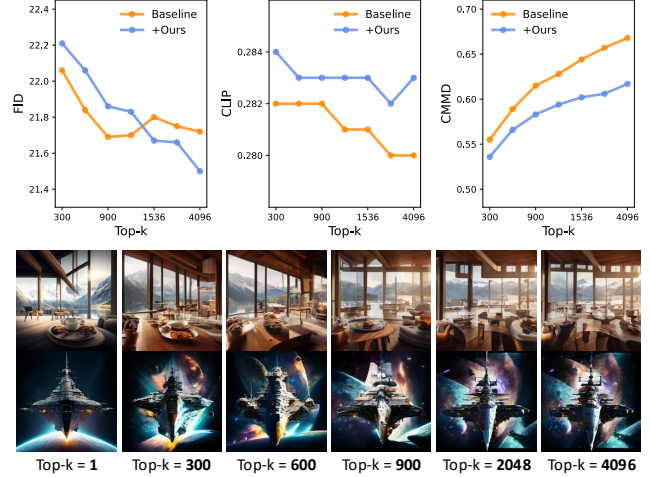 22.4
22.2
22.0
21.8
21.6
21.4
FID
Baseline
+Ours
300
900
1536
4096
Top-k
0.284
0.282
0.280
CLIP
Baseline
+Ours
300
900
1536
4096
Top-k
0.70
0.65
0.60
0.55
0.50
CMMD
Baseline
+Ours
300
900
1536
4096
Top-k
Top-k = 1
Top-k = 300
Top-k = 600
Top-k = 900
Top-k = 2048
Top-k = 4096